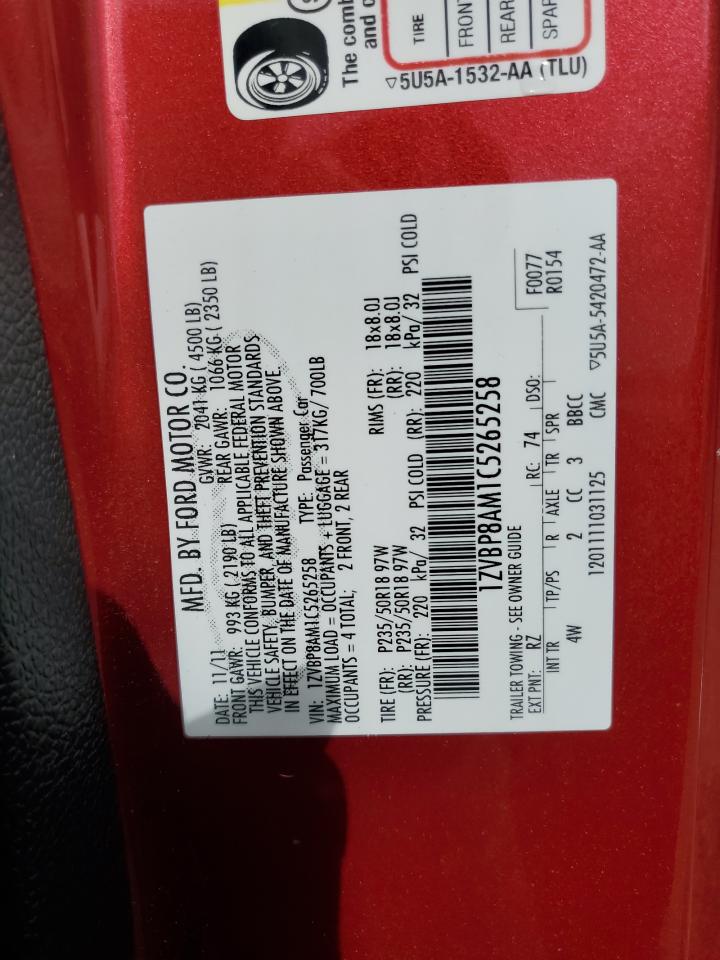 The comb
and c
TIRE
FRONT
REAR
SPAR
▽5U5A-1532-AA (TLU)
MFD. BY FORD MOTOR CO.
DATE: 11/11 GVWR: 2041 KG ( 4500 LB)
FRONT GAWR: 993 KG ( 2190 LB) REAR GAWR: 1066 KG ( 2350 LB)
THIS VEHICLE CONFORMS TO ALL APPLICABLE FEDERAL MOTOR
VEHICLE SAFETY, BUMPER, AND THEFT PREVENTION STANDARDS
IN EFFECT ON THE DATE OF MANUFACTURE SHOWN ABOVE.
VIN: 1ZVBP8AM1C5265258 TYPE: Passenger Car
MAXIMUM LOAD = OCCUPANTS + LUGGAGE = 317KG/ 700LB
OCCUPANTS = 4 TOTAL; 2 FRONT, 2 REAR
TIRE (FR): P235/50R18 97W RIMS (FR): 18x8.0J
(RR): P235/50R18 97W (RR): 18x8.0J
PRESSURE (FR): 220 kPa/ 32 PSI COLD (RR): 220 kPa/ 32 PSI COLD
1ZVBP8AM1C5265258
TRAILER TOWING - SEE OWNER GUIDE
EXT PNT: RZ RC: 74 DSO: F0077
R0154
INT TR TP/PS R AXLE TR SPR
4W 2 CC 3 BBCC
1201111031125 CMC ▽5U5A-5420472-AA